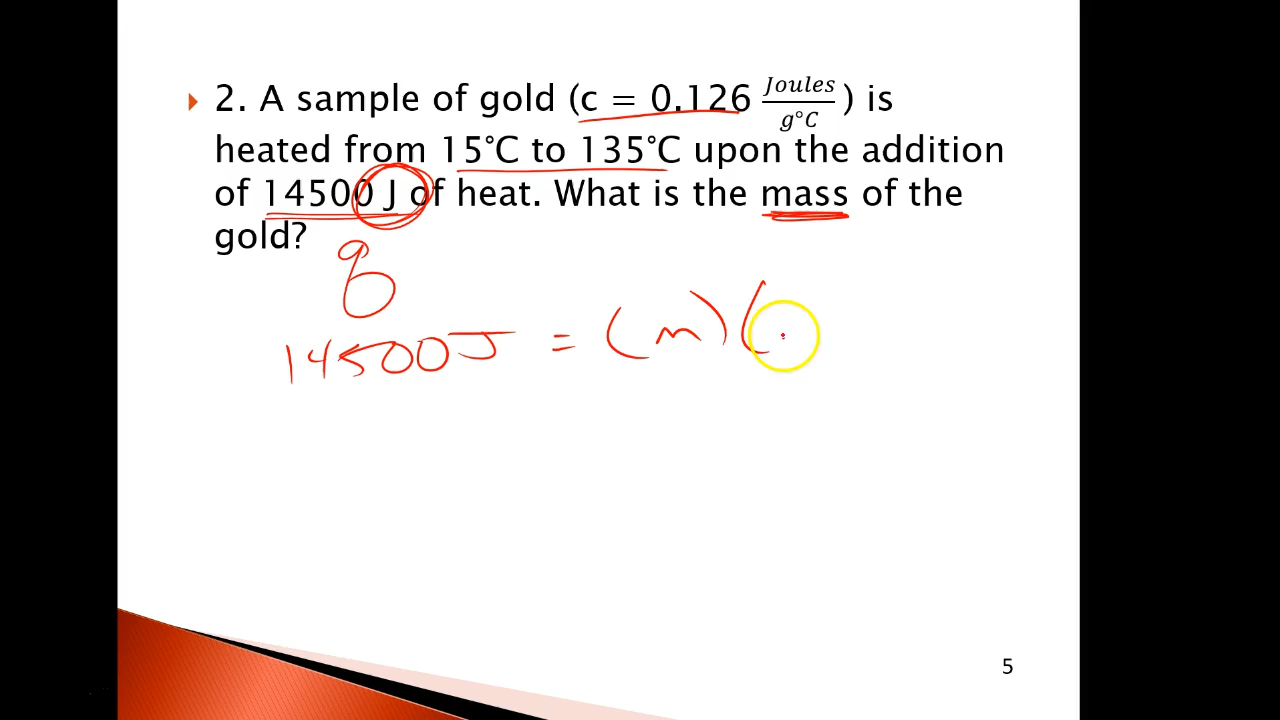 2. A sample of gold (c = 0.126 Joules/g°C) is
heated from 15°C to 135°C upon the addition
of 14500 J of heat. What is the mass of the
gold?
q
14500J = (m)(
5